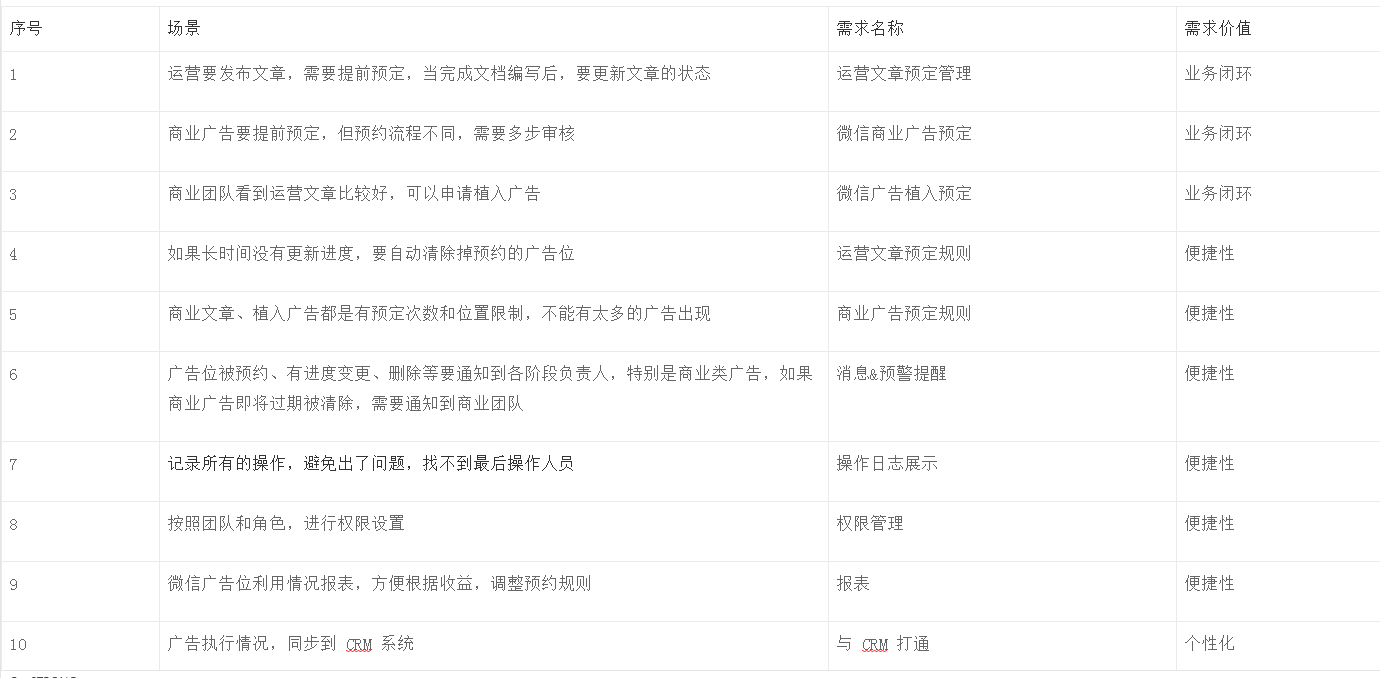 序号 场景 需求名称 需求价值
1 运营要发布文章，需要提前预定，当完成文档编写后，要更新文章的状态 运营文章预定管理 业务闭环
2 商业广告要提前预定，但预约流程不同，需要多步审核 微信商业广告预定 业务闭环
3 商业团队看到运营文章比较好，可以申请植入广告 微信广告植入预定 业务闭环
4 如果长时间没有更新进度，要自动清除掉预约的广告位 运营文章预定规则 便捷性
5 商业文章、植入广告都是有预定次数和位置限制，不能有太多的广告出现 商业广告预定规则 便捷性
6 广告位被预约、有进度变更、删除等要通知到各阶段负责人，特别是商业类广告，如果 消息&预警提醒 便捷性
商业广告即将过期被清除，需要通知到商业团队
7 记录所有的操作，避免出了问题，找不到最后操作人员 操作日志展示 便捷性
8 按照团队和角色，进行权限设置 权限管理 便捷性
9 微信广告位利用情况报表，方便根据收益，调整预约规则 报表 便捷性
10 广告执行情况，同步到 CRM 系统 与 CRM 打通 个性化